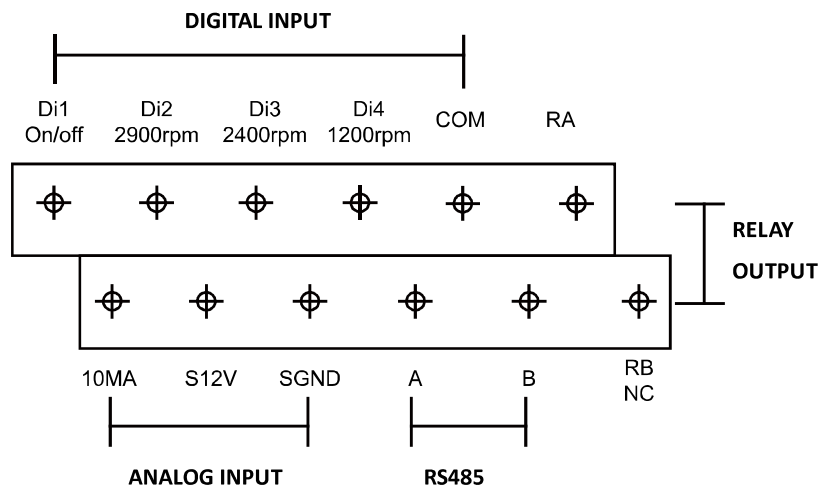 DIGITAL INPUT
Di1 Di2 Di3 Di4 COM RA
On/off 2900rpm 2400rpm 1200rpm
RELAY
OUTPUT
10MA S12V SGND A B RB
NC
ANALOG INPUT RS485